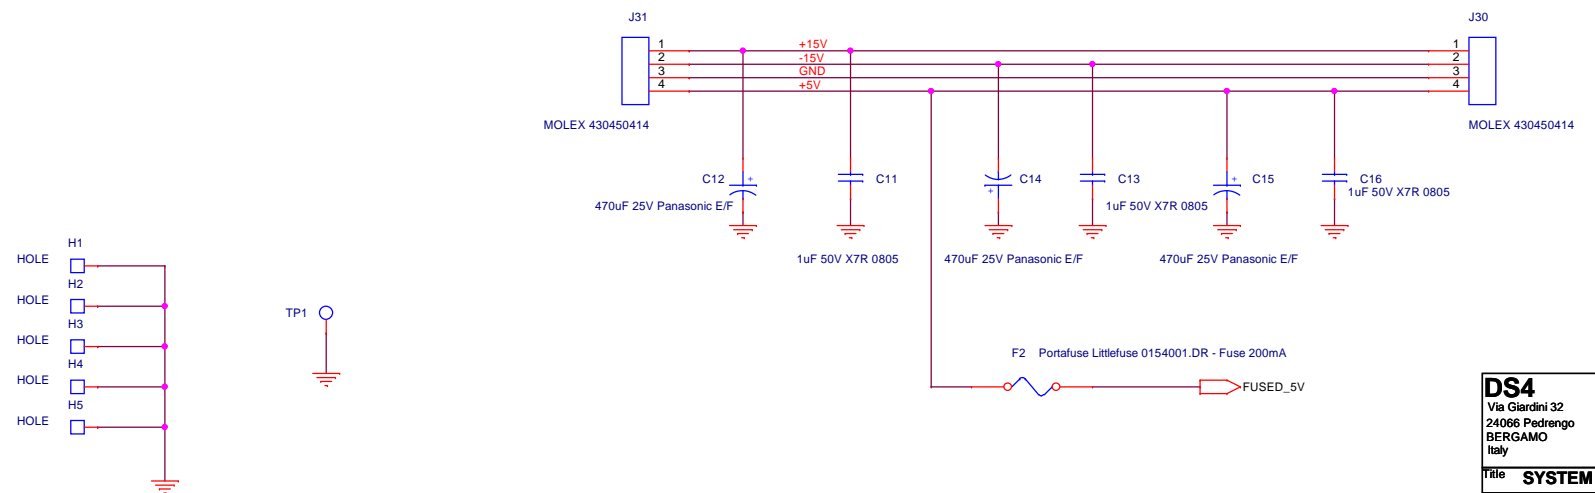 J31
J30
1
+15V
1
2
-15V
2
3
GND
3
4
+5V
4
MOLEX 430450414
MOLEX 430450414
C12
+
C11
C14
+
C13
C15
+
C16
470uF 25V Panasonic E/F
1uF 50V X7R 0805
1uF 50V X7R 0805
1uF 50V X7R 0805
470uF 25V Panasonic E/F
470uF 25V Panasonic E/F
H1
HOLE
H2
HOLE
H3
HOLE
H4
HOLE
H5
HOLE
TP1
F2 Portafuse Littlefuse 0154001.DR - Fuse 200mA
FUSED_5V
DS4
Via Giardini 32
24066 Pedrengo
BERGAMO
Italy
Title SYSTEM